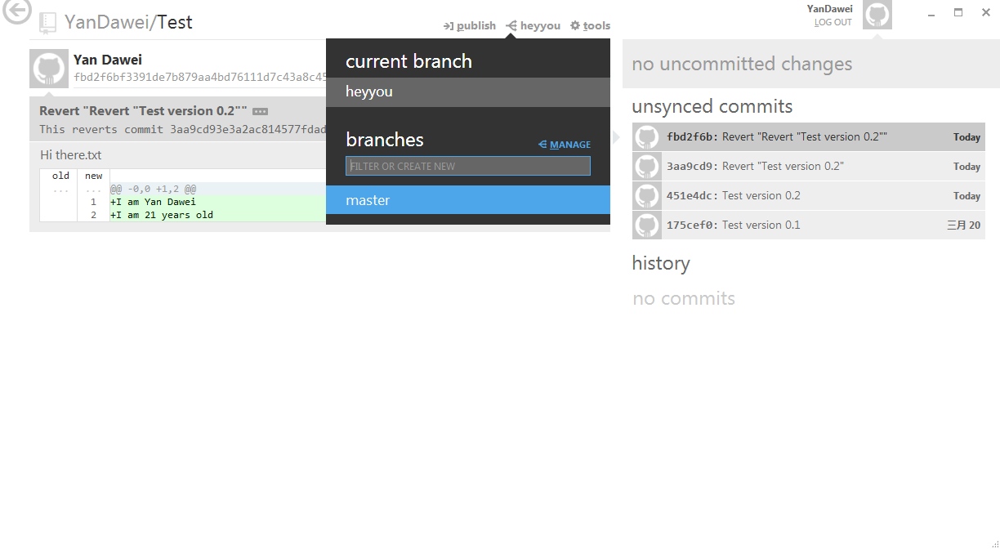 YanDawei/Test
publish
heyyou
tools
YanDawei
LOG OUT
Yan Dawei
fbd2f6bf3391de7b879aa4bd76111d7c43a8c45
Revert "Revert "Test version 0.2""
This reverts commit 3aa9cd93e3a2ac814577fdad
Hi there.txt
old new
... ... @@ -0,0 +1,2 @@
1 +I am Yan Dawei
2 +I am 21 years old
current branch
heyyou
branches
MANAGE
FILTER OR CREATE NEW
master
no uncommitted changes
unsynced commits
fbd2f6b: Revert "Revert "Test version 0.2"" Today
3aa9cd9: Revert "Test version 0.2" Today
451e4dc: Test version 0.2 Today
175cef0: Test version 0.1 三月 20
history
no commits